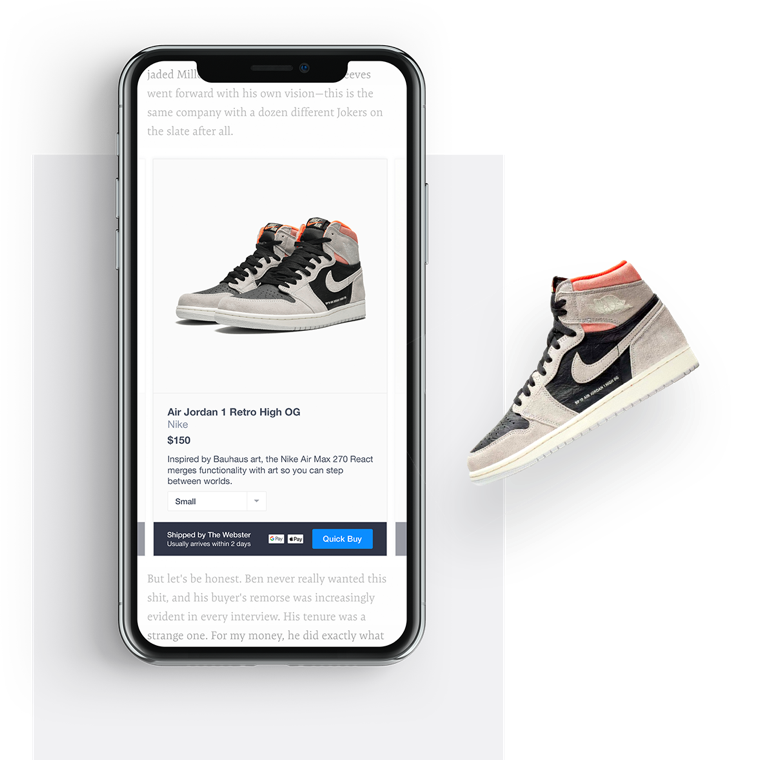 jaded Mill eeves
went forward with his own vision—this is the
same company with a dozen different Jokers on
the slate after all.
Air Jordan 1 Retro High OG
Nike
$150
Inspired by Bauhaus art, the Nike Air Max 270 React
merges functionality with art so you can step
between worlds.
Small
Shipped by The Webster
Usually arrives within 2 days
G Pay
Pay
Quick Buy
But let's be honest. Ben never really wanted this
shit, and his buyer's remorse was increasingly
evident in every interview. His tenure was a
strange one. For my money, he did exactly what